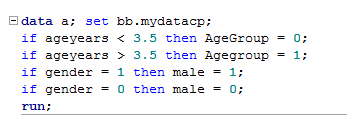 data a; set bb.mydatacp;
if ageyears < 3.5 then AgeGroup = 0;
if ageyears > 3.5 then Agegroup = 1;
if gender = 1 then male = 1;
if gender = 0 then male = 0;
run;